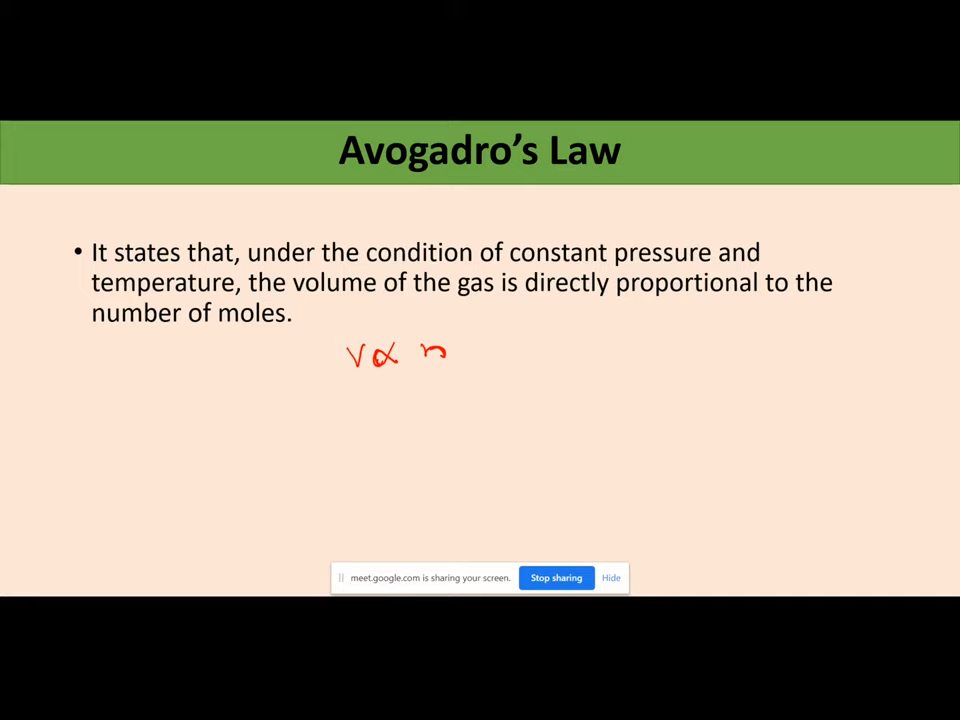 Avogadro’s Law
• It states that, under the condition of constant pressure and
temperature, the volume of the gas is directly proportional to the
number of moles.
V ∝ n
meet.google.com is sharing your screen. Stop sharing Hide